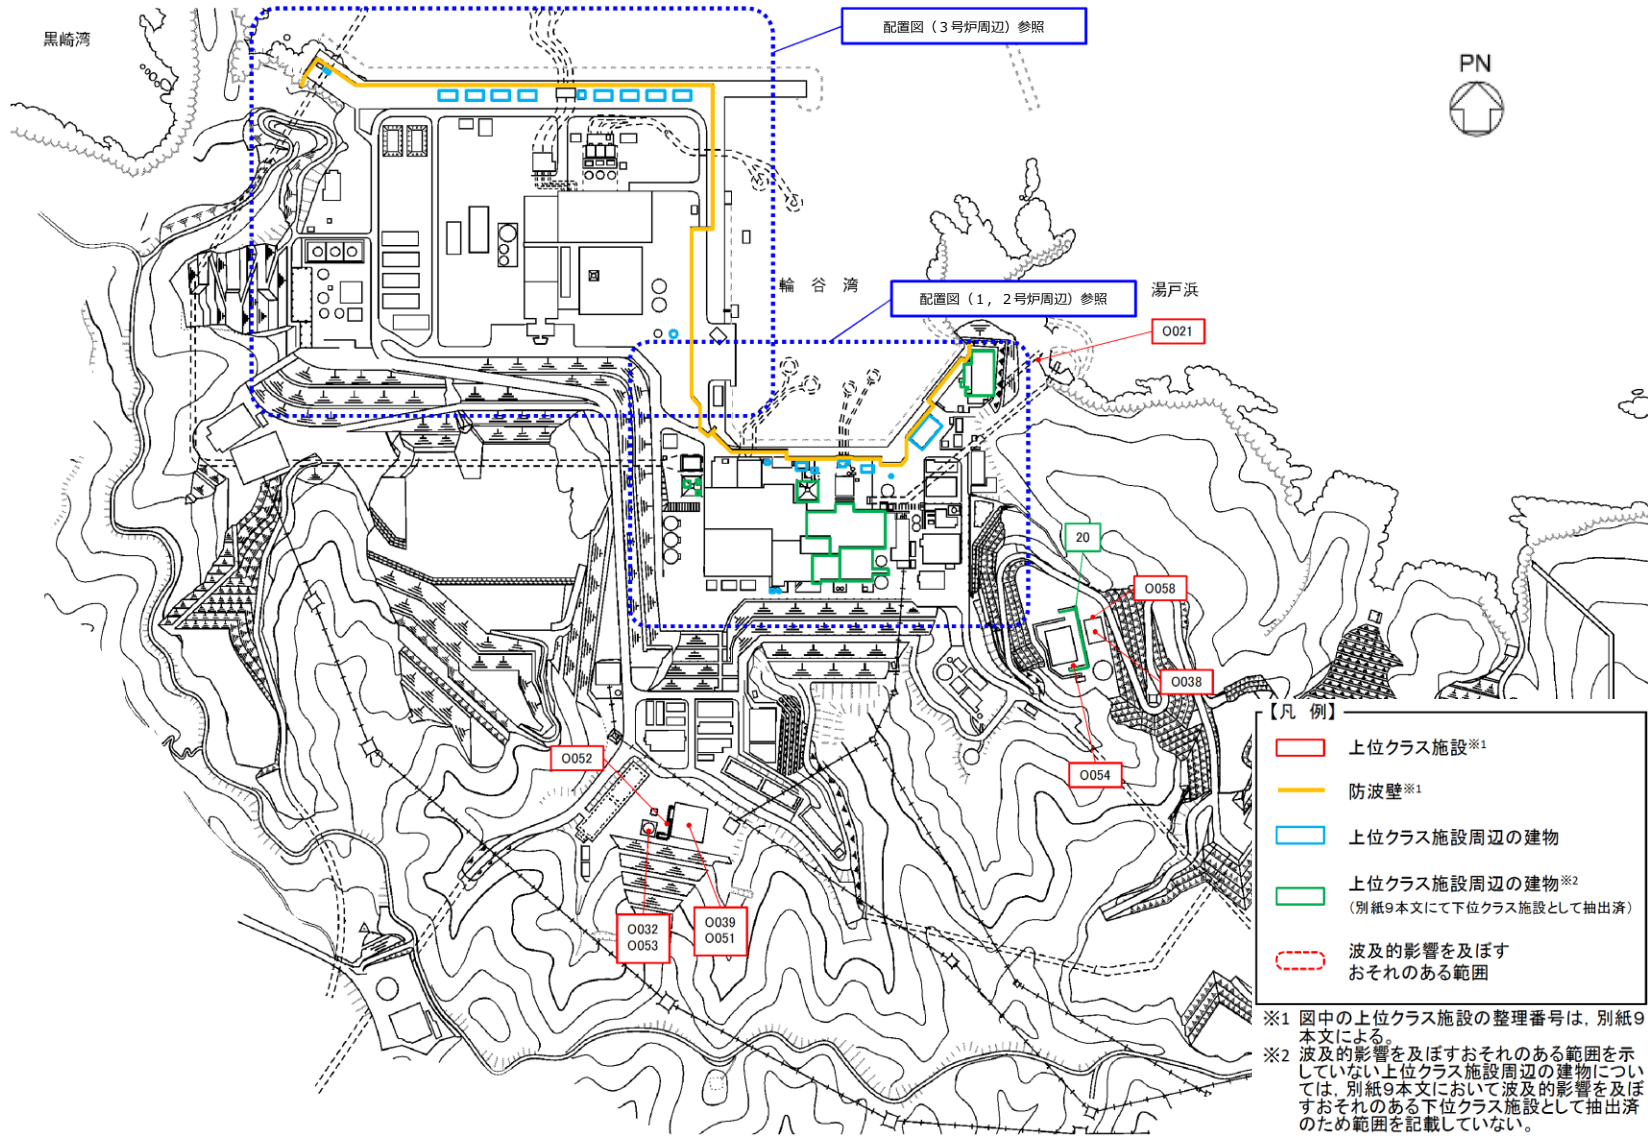 黒崎湾
配置図（３号炉周辺）参照
PN
輪谷湾
配置図（１，２号炉周辺）参照
湯戸浜
O021
20
O058
O038
O054
O052
O032
O053
O039
O051
【凡 例】
上位クラス施設※1
防波壁※1
上位クラス施設周辺の建物
上位クラス施設周辺の建物※2
（別紙９本文にて下位クラス施設として抽出済）
波及的影響を及ぼす
おそれのある範囲
※1 図中の上位クラス施設の整理番号は，別紙９
本文による。
※2 波及的影響を及ぼすおそれのある範囲を示
していない上位クラス施設周辺の建物につい
ては，別紙９本文において波及的影響を及ぼ
すおそれのある下位クラス施設として抽出済
のため範囲を記載していない。